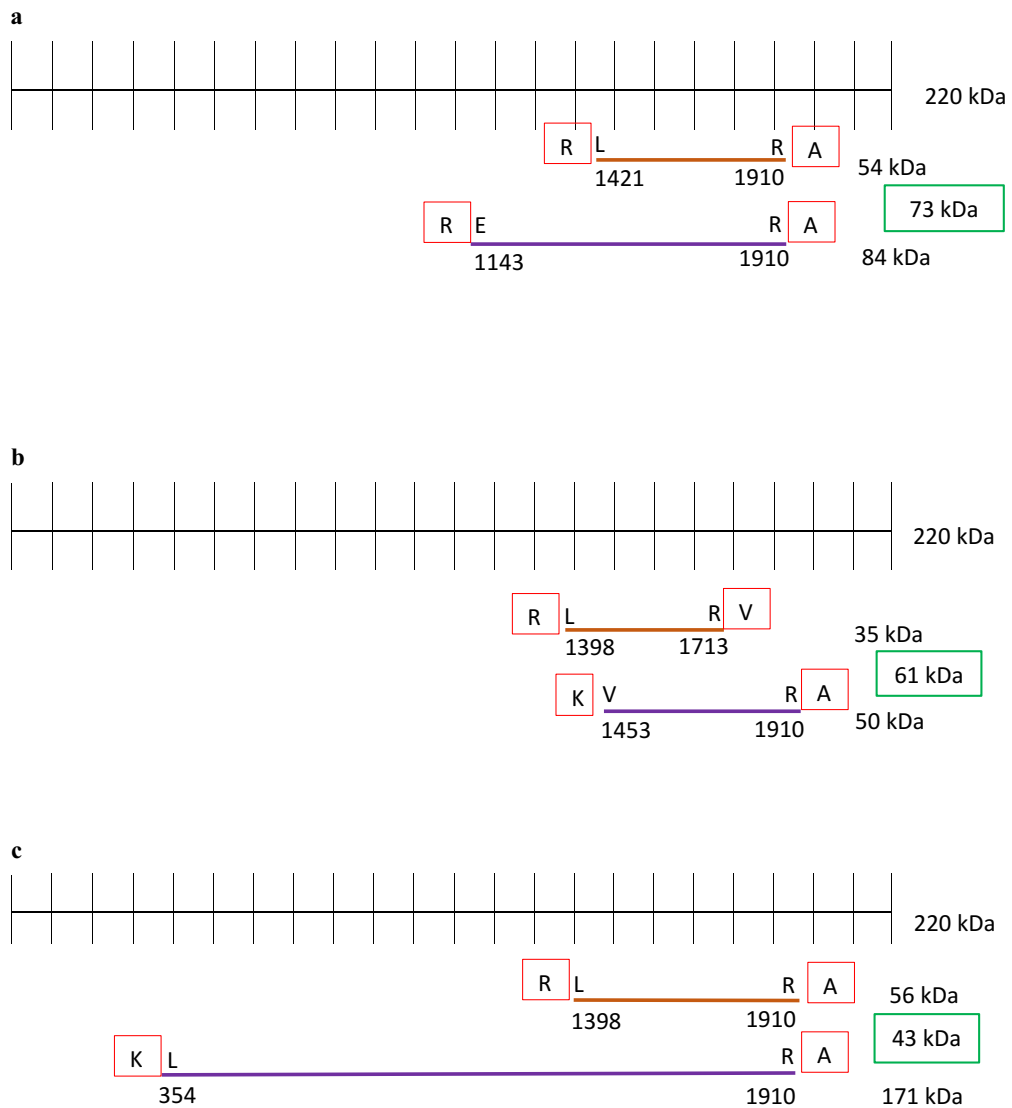 a
220 kDa
R L R A
1421 1910 54 kDa
73 kDa
R E R A
1143 1910 84 kDa
b
220 kDa
R L R V
1398 1713 35 kDa
61 kDa
K V R A
1453 1910 50 kDa
c
220 kDa
R L R A
1398 1910 56 kDa
43 kDa
K L R A
354 1910 171 kDa